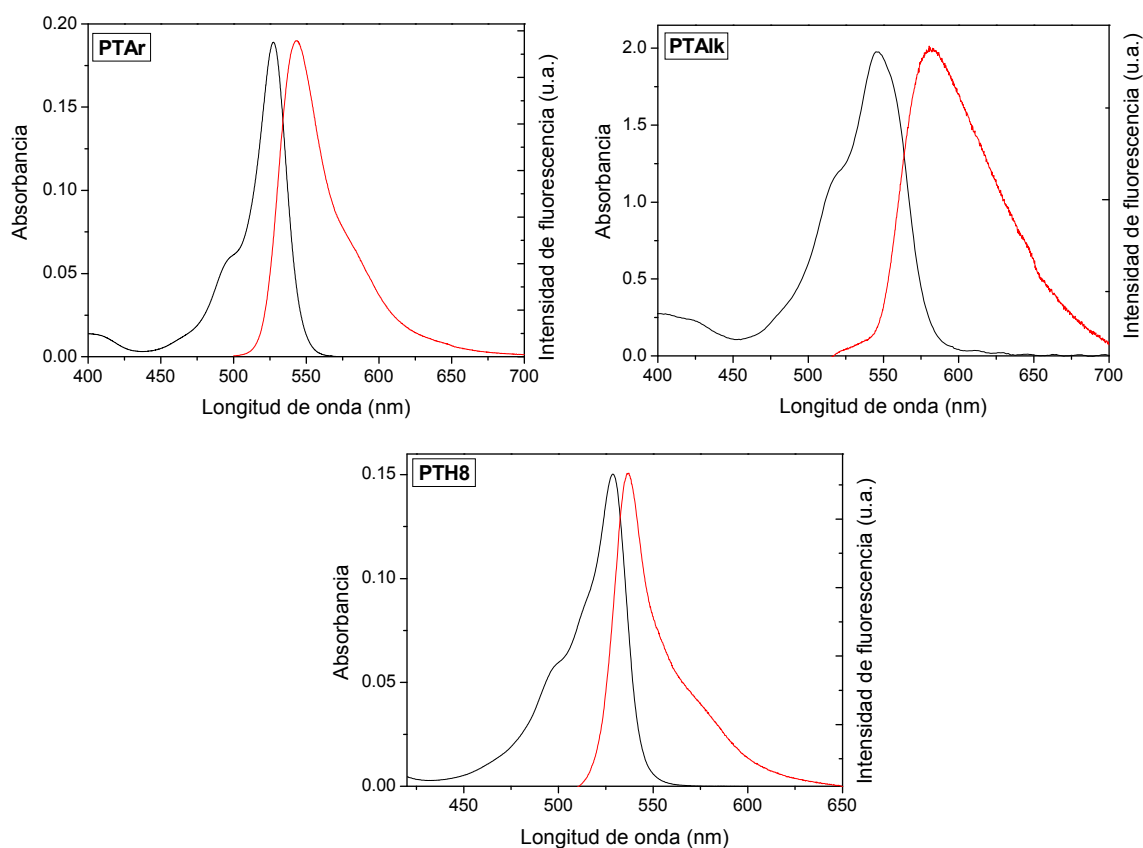 PTAr
0.20
0.15
0.10
0.05
0.00
Absorbancia
400 450 500 550 600 650 700
Longitud de onda (nm)
Intensidad de fluorescencia (u.a.)
PTAlk
2.0
1.5
1.0
0.5
0.0
Absorbancia
400 450 500 550 600 650 700
Longitud de onda (nm)
Intensidad de fluorescencia (u.a.)
PTH8
0.15
0.10
0.05
0.00
Absorbancia
450 500 550 600 650
Longitud de onda (nm)
Intensidad de fluorescencia (u.a.)